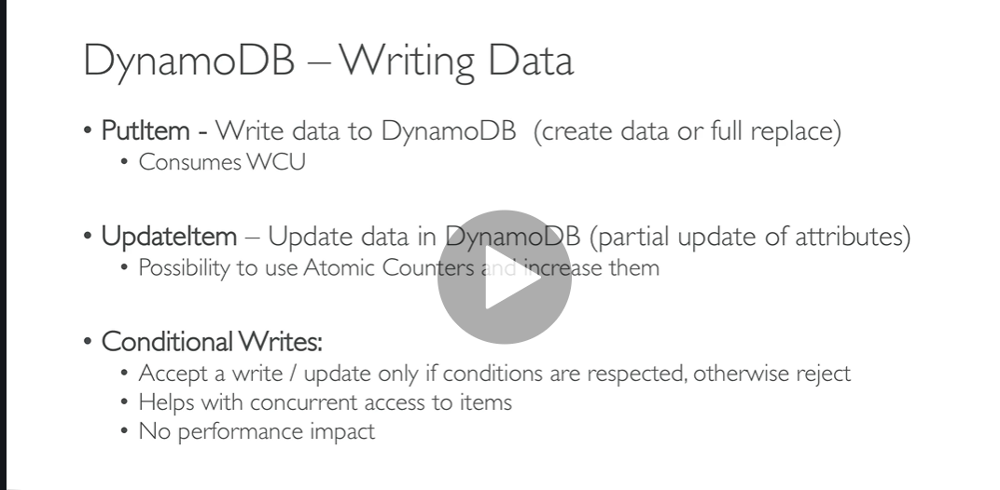 DynamoDB – Writing Data
• PutItem - Write data to DynamoDB (create data or full replace)
• Consumes WCU
• UpdateItem – Update data in DynamoDB (partial update of attributes)
• Possibility to use Atomic Counters and increase them
• Conditional Writes:
• Accept a write / update only if conditions are respected, otherwise reject
• Helps with concurrent access to items
• No performance impact